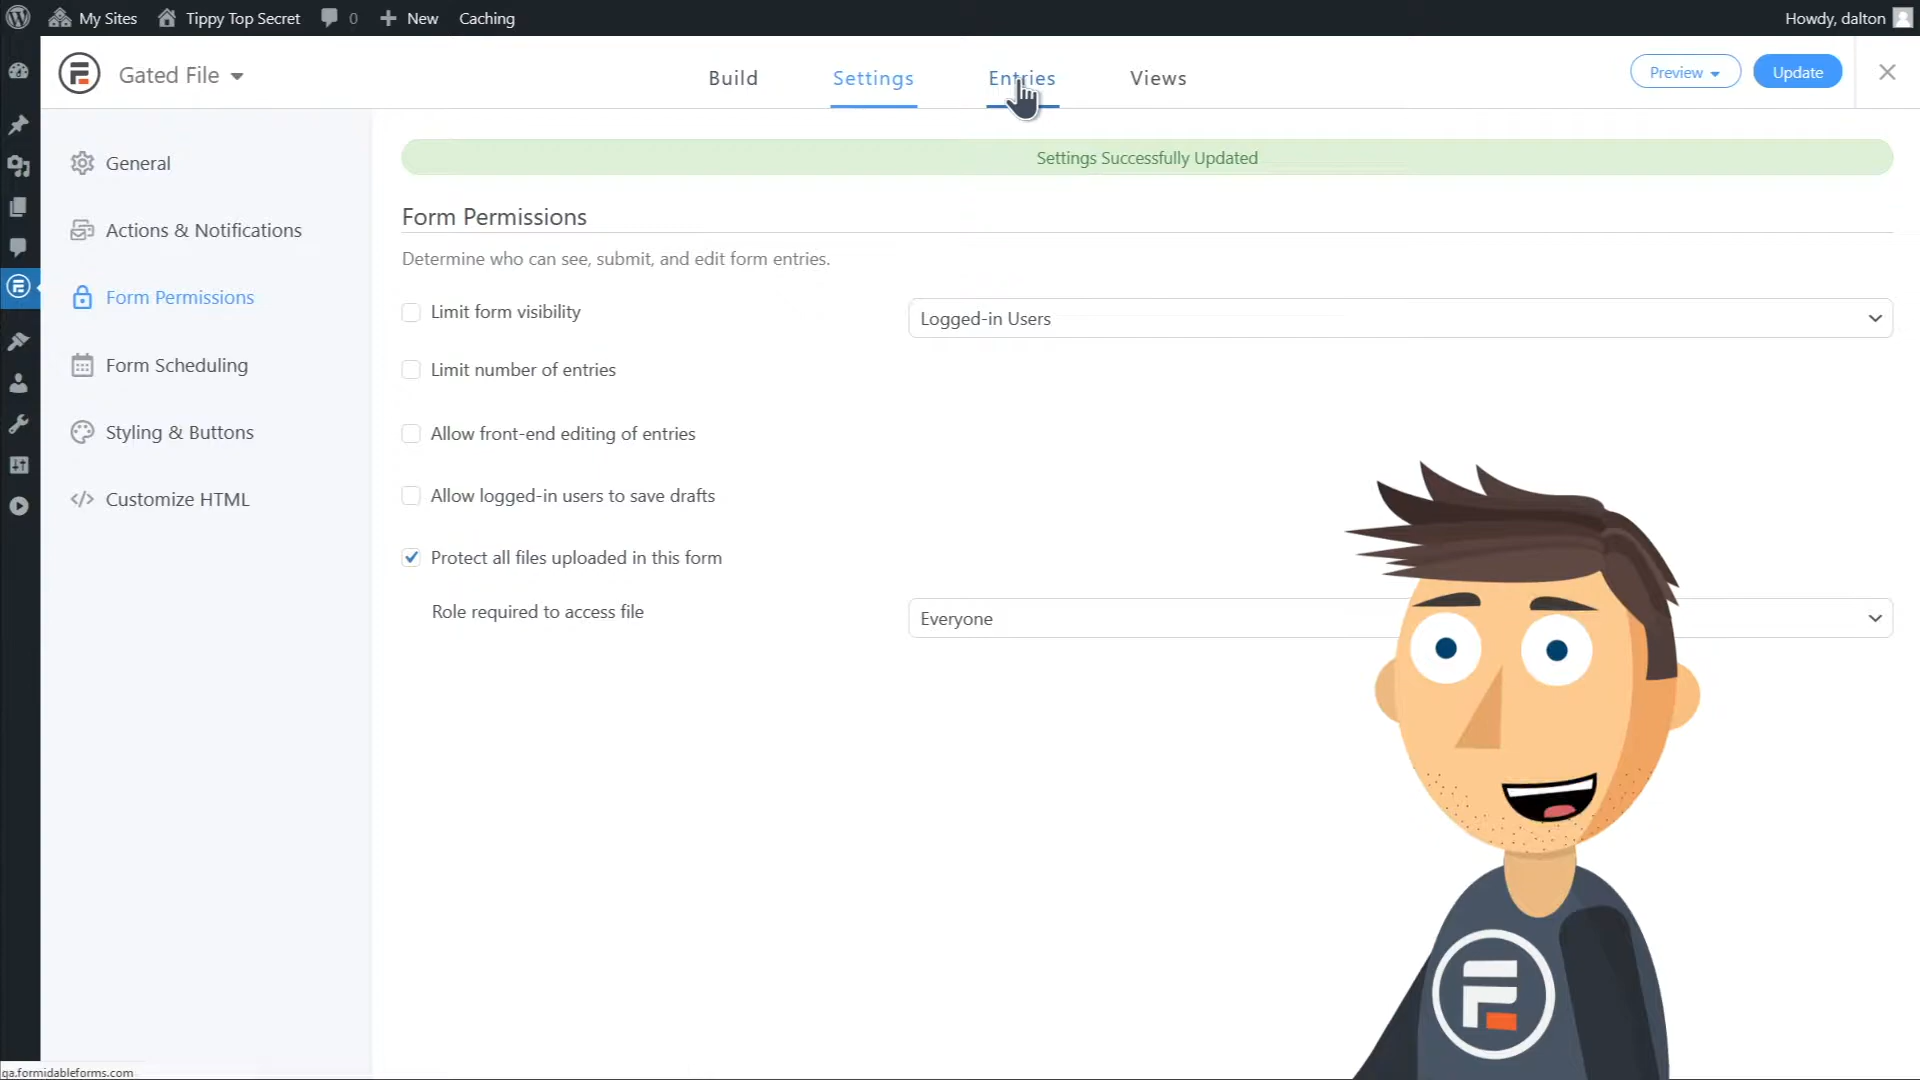 My Sites
Tippy Top Secret
0
New
Caching
Howdy, dalton
Gated File
Build
Settings
Entries
Views
Preview
Update
General
Actions & Notifications
Form Permissions
Form Scheduling
Styling & Buttons
Customize HTML
Settings Successfully Updated
Form Permissions
Determine who can see, submit, and edit form entries.
Limit form visibility
Logged-in Users
Limit number of entries
Allow front-end editing of entries
Allow logged-in users to save drafts
Protect all files uploaded in this form
Role required to access file
Everyone
qa.formidableforms.com